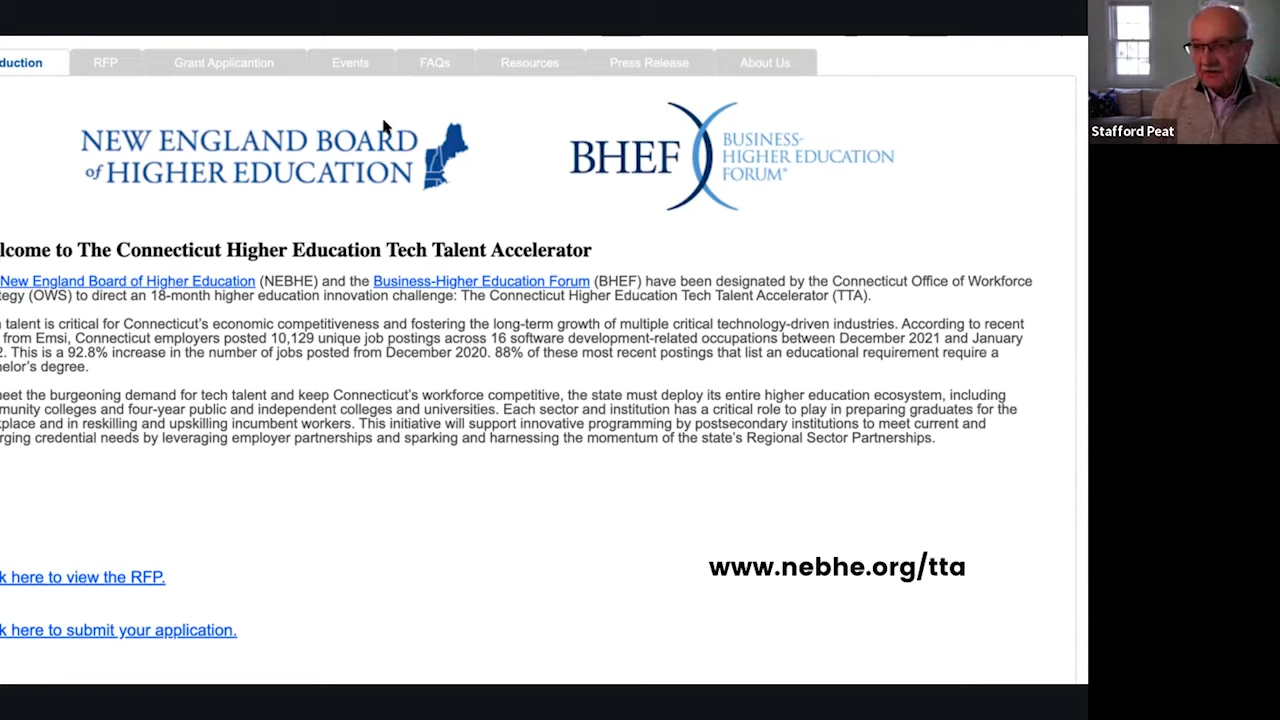 duction
RFP
Grant Applicantion
Events
FAQs
Resources
Press Release
About Us
Stafford Peat
NEW ENGLAND BOARD
of HIGHER EDUCATION
BHEF
BUSINESS-
HIGHER EDUCATION
FORUM®
lcome to The Connecticut Higher Education Tech Talent Accelerator
New England Board of Higher Education (NEBHE) and the Business-Higher Education Forum (BHEF) have been designated by the Connecticut Office of Workforce
tegy (OWS) to direct an 18-month higher education innovation challenge: The Connecticut Higher Education Tech Talent Accelerator (TTA).
talent is critical for Connecticut's economic competitiveness and fostering the long-term growth of multiple critical technology-driven industries. According to recent
from Emsi, Connecticut employers posted 10,129 unique job postings across 16 software development-related occupations between December 2021 and January
2. This is a 92.8% increase in the number of jobs posted from December 2020. 88% of these most recent postings that list an educational requirement require a
helor's degree.
eet the burgeoning demand for tech talent and keep Connecticut's workforce competitive, the state must deploy its entire higher education ecosystem, including
munity colleges and four-year public and independent colleges and universities. Each sector and institution has a critical role to play in preparing graduates for the
kplace and in reskilling and upskilling incumbent workers. This initiative will support innovative programming by postsecondary institutions to meet current and
rging credential needs by leveraging employer partnerships and sparking and harnessing the momentum of the state's Regional Sector Partnerships.
www.nebhe.org/tta
k here to view the RFP.
k here to submit your application.